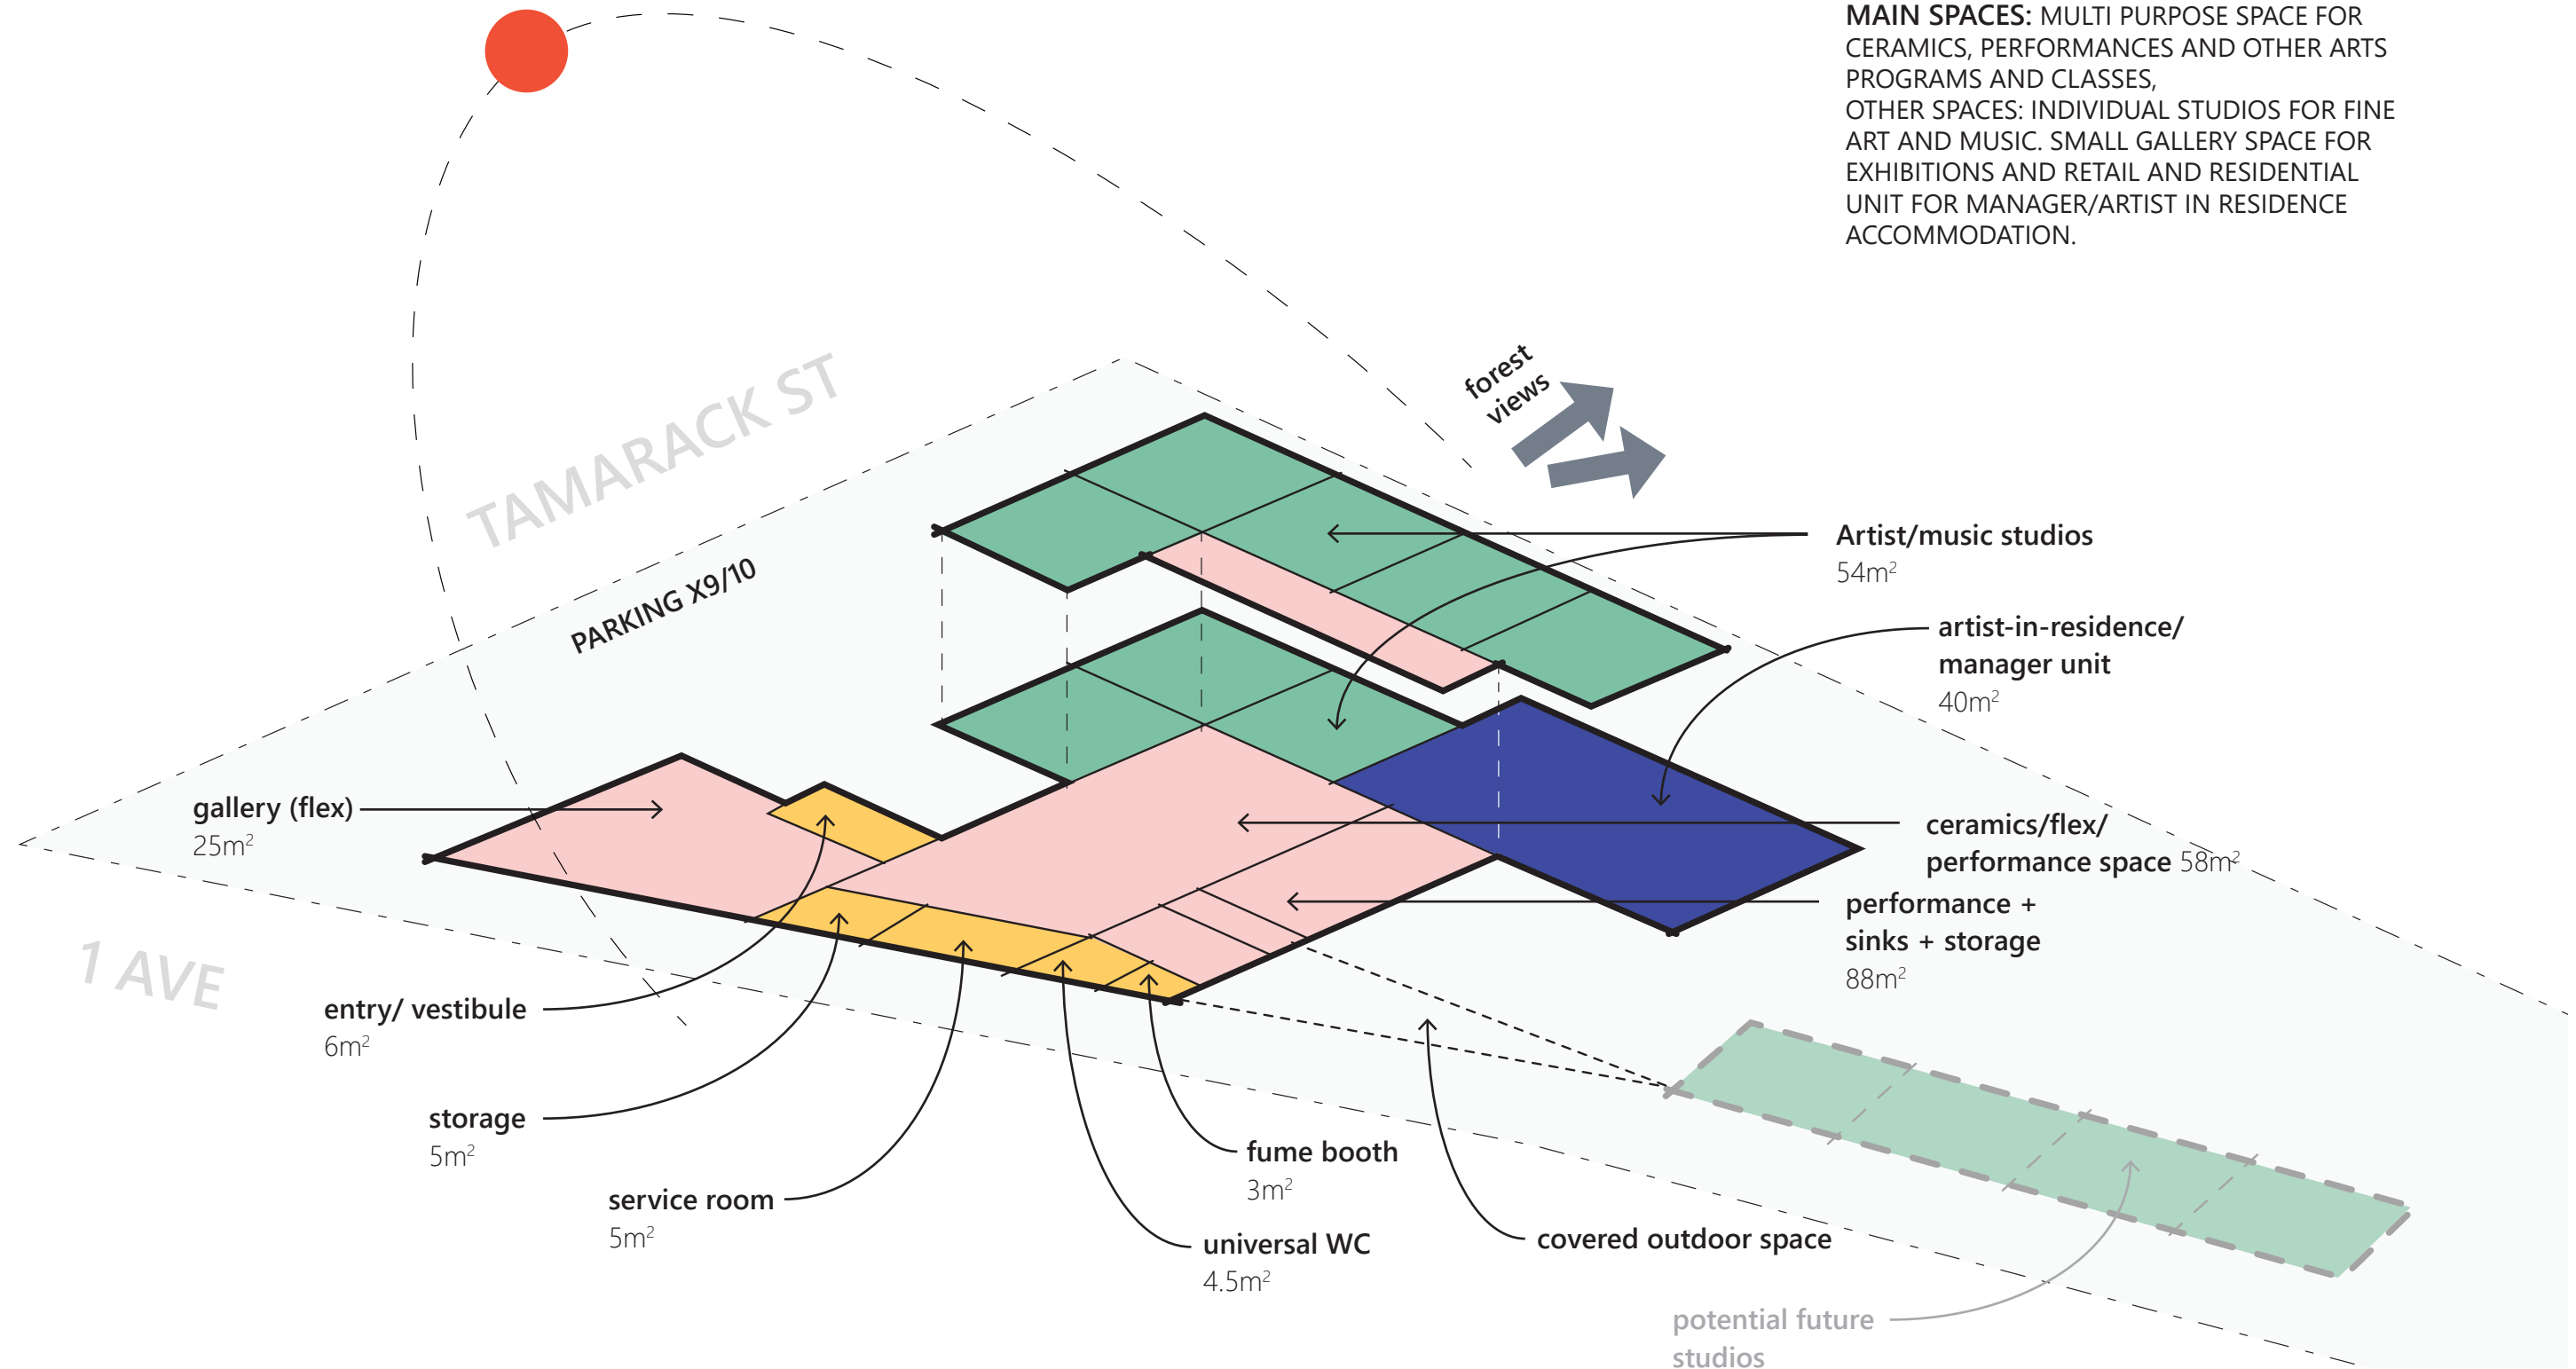 MAIN SPACES: MULTI PURPOSE SPACE FOR
CERAMICS, PERFORMANCES AND OTHER ARTS
PROGRAMS AND CLASSES,
OTHER SPACES: INDIVIDUAL STUDIOS FOR FINE
ART AND MUSIC. SMALL GALLERY SPACE FOR
EXHIBITIONS AND RETAIL AND RESIDENTIAL
UNIT FOR MANAGER/ARTIST IN RESIDENCE
ACCOMMODATION.
forest
views
TAMARACK ST
PARKING X9/10
Artist/music studios
54m²
artist-in-residence/
manager unit
40m²
gallery (flex)
25m²
ceramics/flex/
performance space 58m²
performance +
sinks + storage
88m²
1 AVE
entry/ vestibule
6m²
storage
5m²
service room
5m²
fume booth
3m²
universal WC
4.5m²
covered outdoor space
potential future
studios